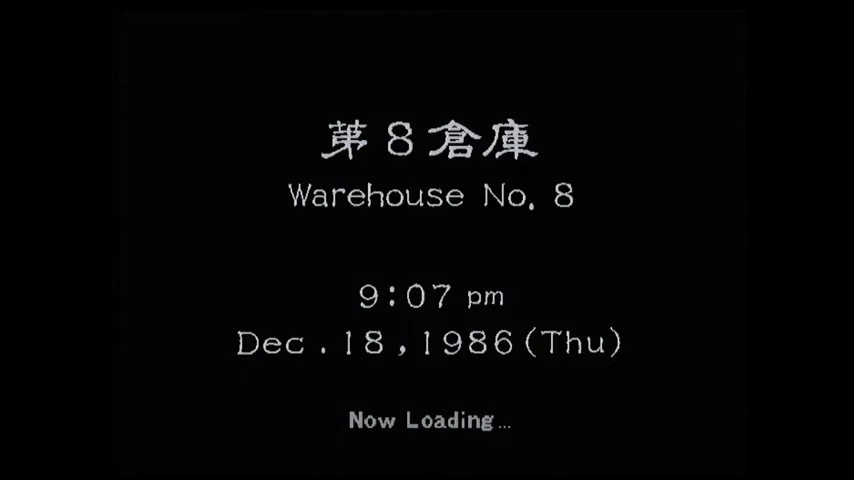 第8倉庫
Warehouse No. 8
9:07 pm
Dec.18,1986(Thu)
Now Loading...